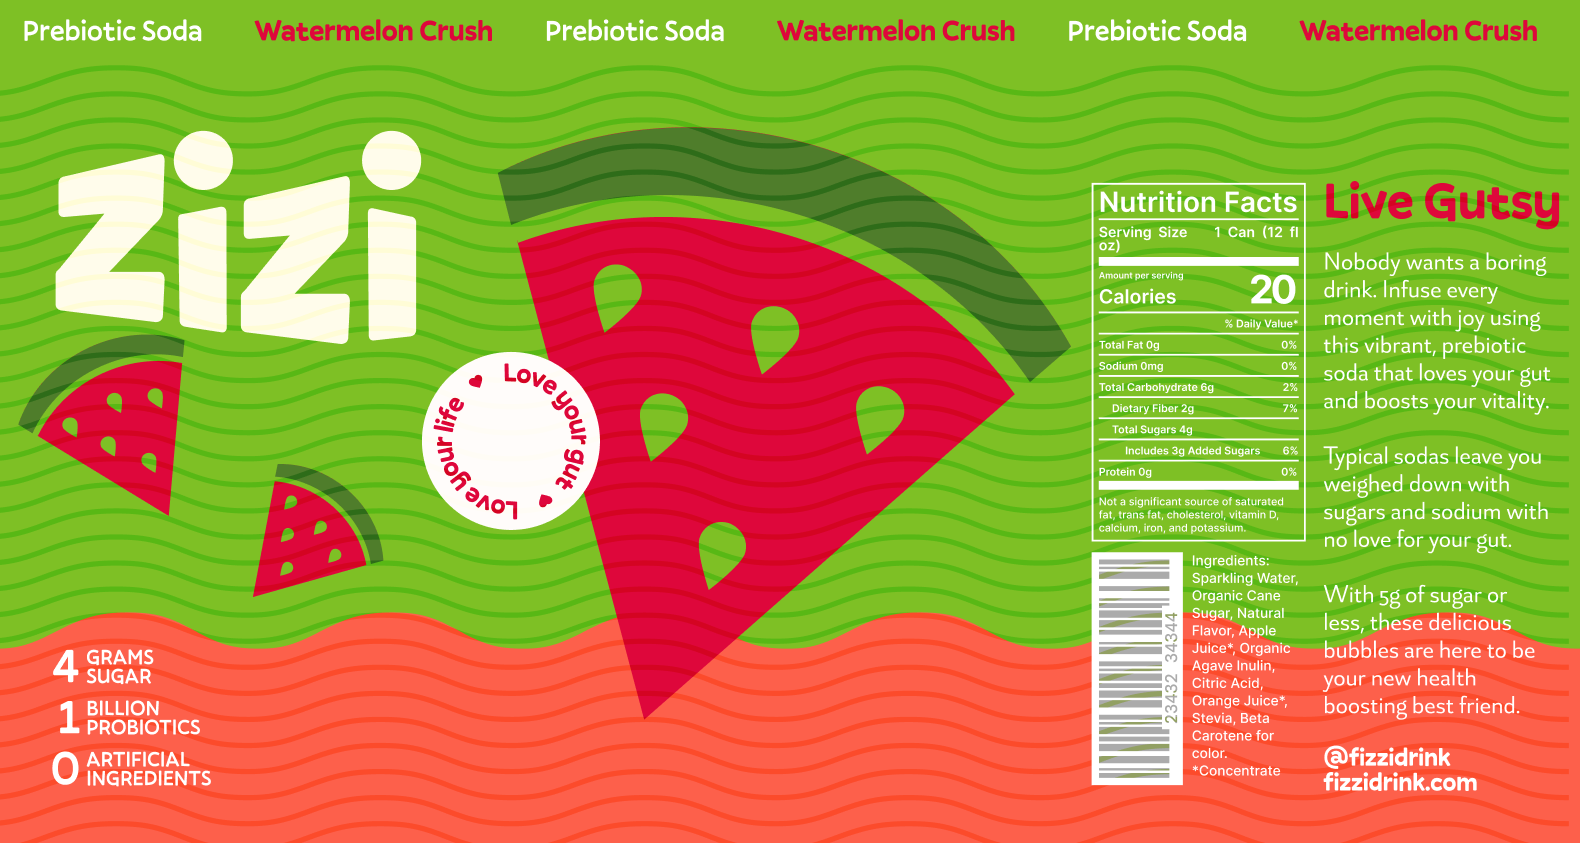 Prebiotic Soda Watermelon Crush Prebiotic Soda Watermelon Crush Prebiotic Soda Watermelon Crush
zizi
Love your gut
Love your life
4 GRAMS
SUGAR
1 BILLION
PROBIOTICS
0 ARTIFICIAL
INGREDIENTS
Nutrition Facts
Serving Size 1 Can (12 fl
oz)
Amount per serving
Calories 20
% Daily Value*
Total Fat 0g 0%
Sodium 0mg 0%
Total Carbohydrate 6g 2%
Dietary Fiber 2g 7%
Total Sugars 4g
Includes 3g Added Sugars 6%
Protein 0g 0%
Not a significant source of saturated
fat, trans fat, cholesterol, vitamin D,
calcium, iron, and potassium.
23432 34344
Ingredients:
Sparkling Water,
Organic Cane
Sugar, Natural
Flavor, Apple
Juice*, Organic
Agave Inulin,
Citric Acid,
Orange Juice*,
Stevia, Beta
Carotene for
color.
*Concentrate
Live Gutsy
Nobody wants a boring
drink. Infuse every
moment with joy using
this vibrant, prebiotic
soda that loves your gut
and boosts your vitality.
Typical sodas leave you
weighed down with
sugars and sodium with
no love for your gut.
With 5g of sugar or
less, these delicious
bubbles are here to be
your new health
boosting best friend.
@fizzidrink
fizzidrink.com